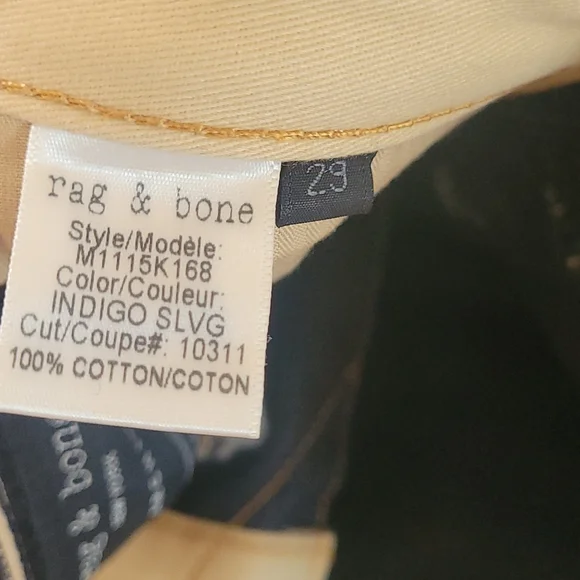 rag & bone
29
Style/Modèle:
M1115K168
Color/Couleur:
INDIGO SLVG
Cut/Coupe#: 10311
100% COTTON/COTON